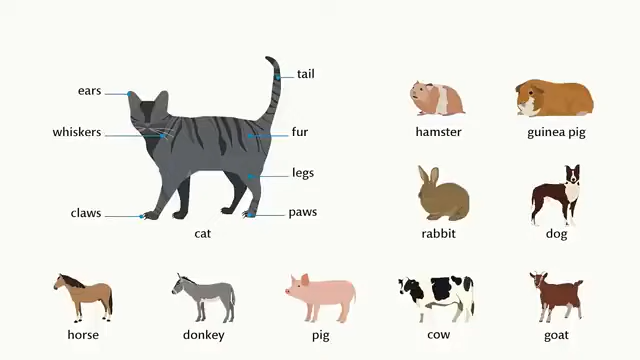 ears
tail
whiskers
fur
legs
claws
paws
cat
hamster
guinea pig
rabbit
dog
horse
donkey
pig
cow
goat